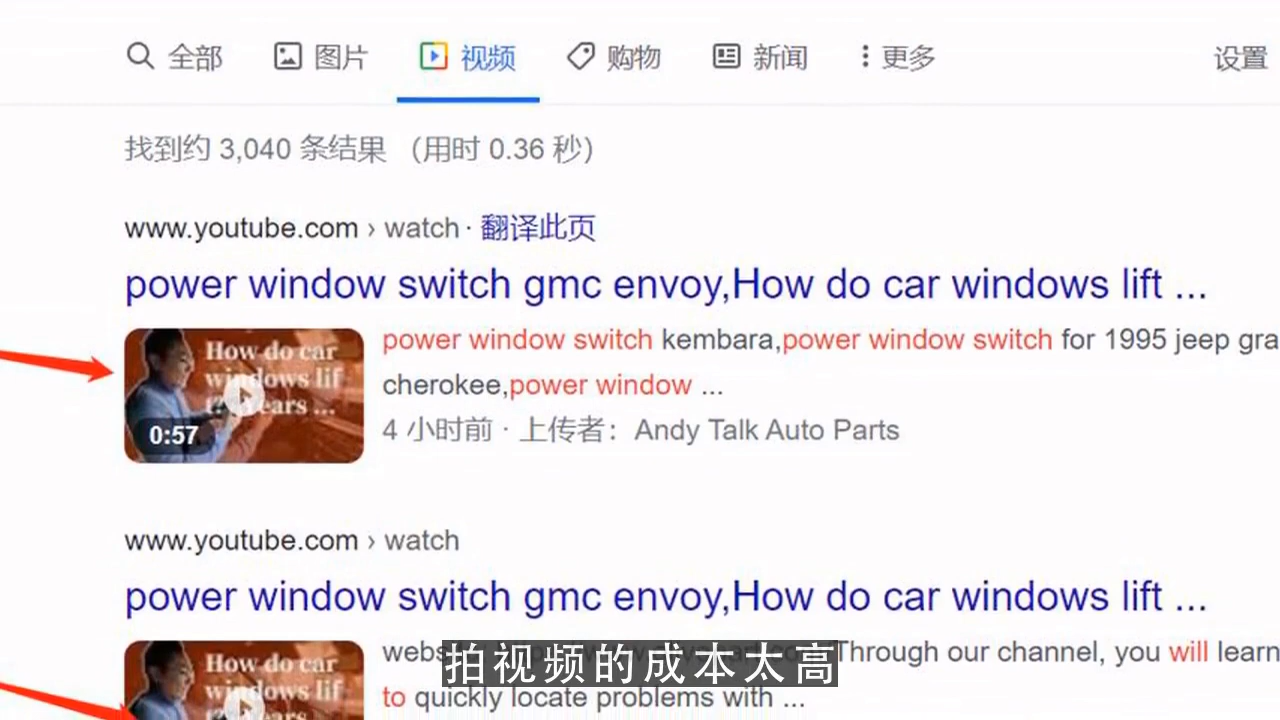 全部 图片 视频 购物 新闻 更多 设置
找到约 3,040 条结果 （用时 0.36 秒）
www.youtube.com › watch · 翻译此页
power window switch gmc envoy,How do car windows lift ...
How do car
windows lif
t? Years ...
0:57
power window switch kembara,power window switch for 1995 jeep gra
cherokee,power window ...
4 小时前 · 上传者： Andy Talk Auto Parts
www.youtube.com › watch
power window switch gmc envoy,How do car windows lift ...
How do car
windows lif
Through our channel, you will learn
to quickly locate problems with ...
拍视频的成本太高